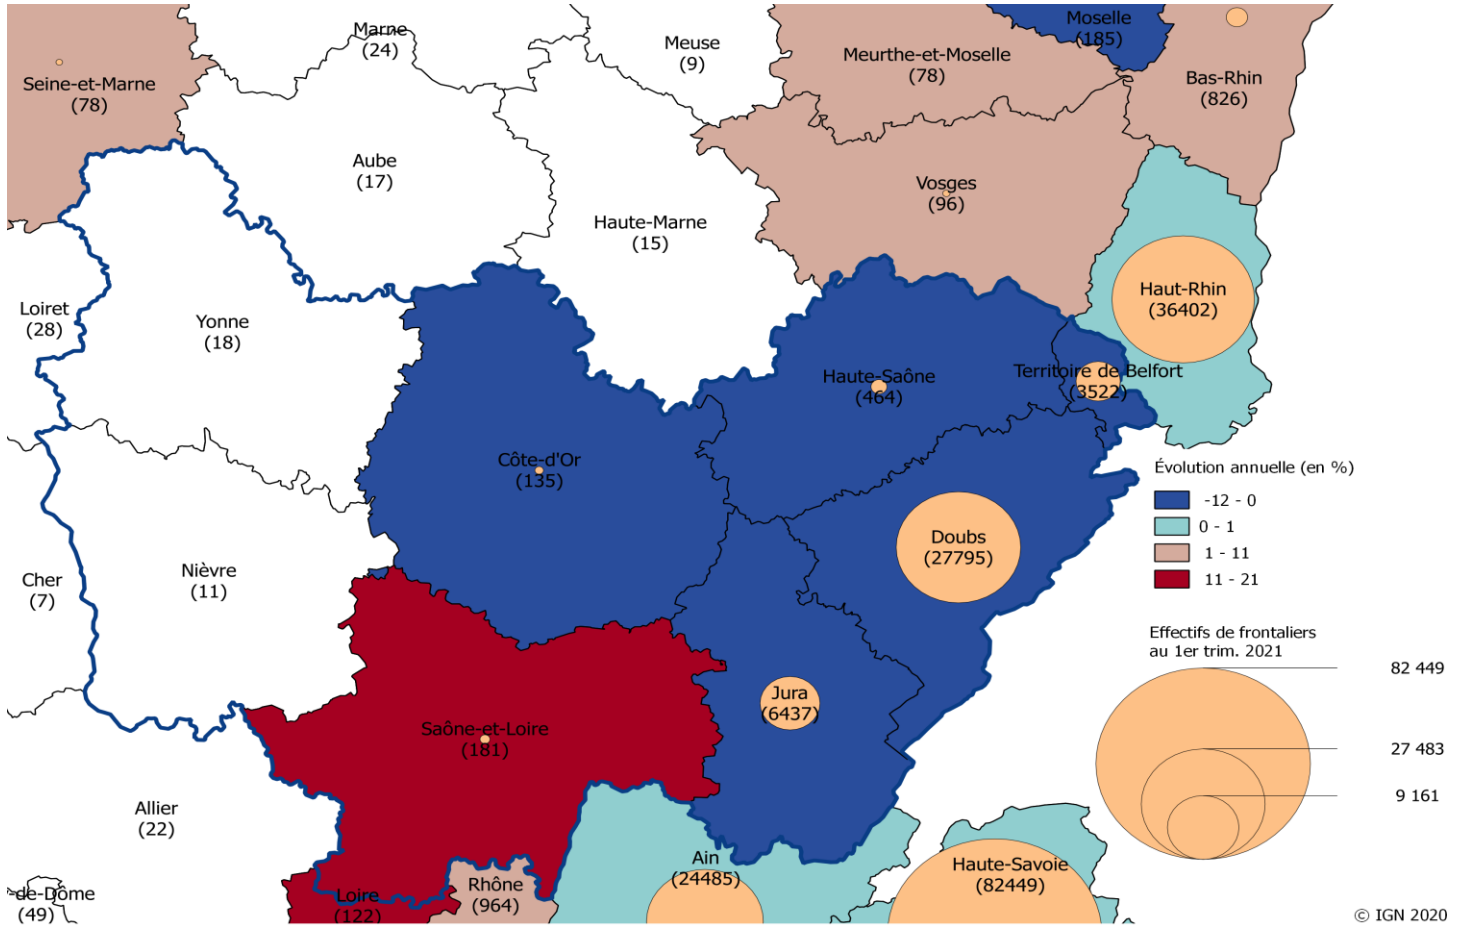 Marne
(24)
Meuse
(9)
Moselle
(185)
Seine-et-Marne
(78)
Meurthe-et-Moselle
(78)
Bas-Rhin
(826)
Aube
(17)
Vosges
(96)
Haute-Marne
(15)
Haut-Rhin
(36402)
Loiret
(28)
Yonne
(18)
Haute-Saône
(464)
Territoire de Belfort
(3522)
Côte-d'Or
(135)
Évolution annuelle (en %)
-12 - 0
0 - 1
1 - 11
11 - 21
Doubs
(27795)
Cher
(7)
Nièvre
(11)
Effectifs de frontaliers
au 1er trim. 2021
82 449
27 483
9 161
Jura
(6437)
Saône-et-Loire
(181)
Allier
(22)
Ain
(24485)
Haute-Savoie
(82449)
-de-Dôme
(49)
Loire
(122)
Rhône
(964)
© IGN 2020